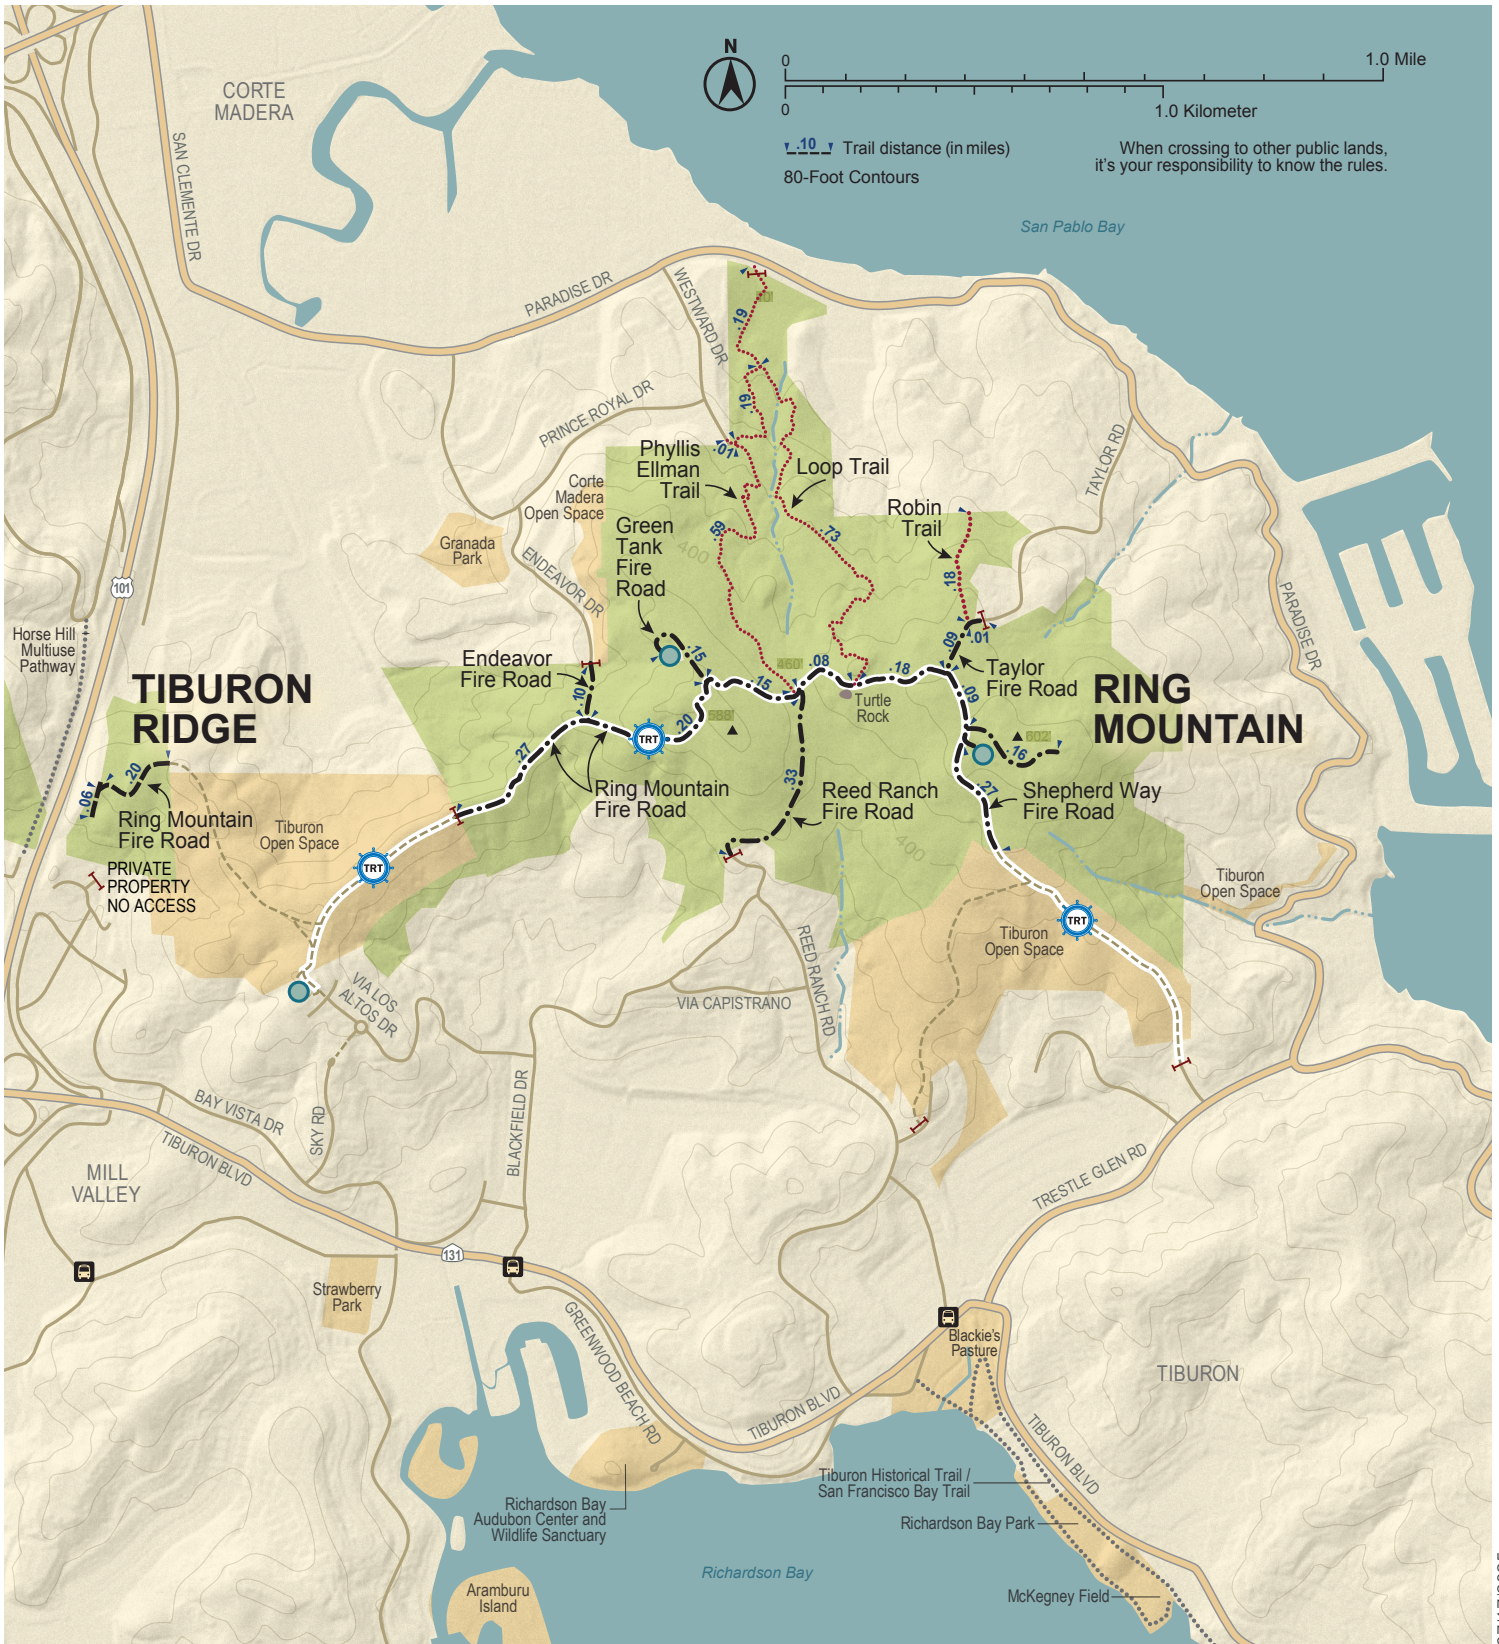 CORTE
MADERA
N
0
1.0 Mile
0
1.0 Kilometer
.10
Trail distance (in miles)
80-Foot Contours
When crossing to other public lands,
it's your responsibility to know the rules.
San Pablo Bay
SAN CLEMENTE DR
PARADISE DR
WESTWARD DR
PRINCE ROYAL DR
.19
.19
.01
Phyllis
Ellman
Trail
Loop Trail
Corte
Madera
Open Space
Green
Tank
Fire
Road
Robin
Trail
TAYLOR RD
Granada
Park
ENDEAVOR DR
.59
400
.73
.18
101
PARADISE DR
Horse Hill
Multiuse
Pathway
TIBURON
RIDGE
Endeavor
Fire Road
.10
.15
.15
460'
.08
.18
.09
.01
Taylor
Fire Road
RING
MOUNTAIN
Turtle
Rock
.09
.20
588'
TRT
602'
.16
.27
.20
.06
Ring Mountain
Fire Road
Tiburon
Open Space
PRIVATE
PROPERTY
NO ACCESS
Ring Mountain
Fire Road
.33
Reed Ranch
Fire Road
.27
Shepherd Way
Fire Road
400
TRT
Tiburon
Open Space
TRT
Tiburon
Open Space
REED RANCH RD
VIA LOS
ALTOS DR
VIA CAPISTRANO
BAY VISTA DR
SKY RD
BLACKFIELD DR
TIBURON BLVD
MILL
VALLEY
TRESTLE GLEN RD
131
Strawberry
Park
GREENWOOD BEACH RD
Blackie's
Pasture
TIBURON
TIBURON BLVD
TIBURON BLVD
Tiburon Historical Trail /
San Francisco Bay Trail
Richardson Bay
Audubon Center and
Wildlife Sanctuary
Richardson Bay Park
Richardson Bay
Aramburu
Island
McKegney Field